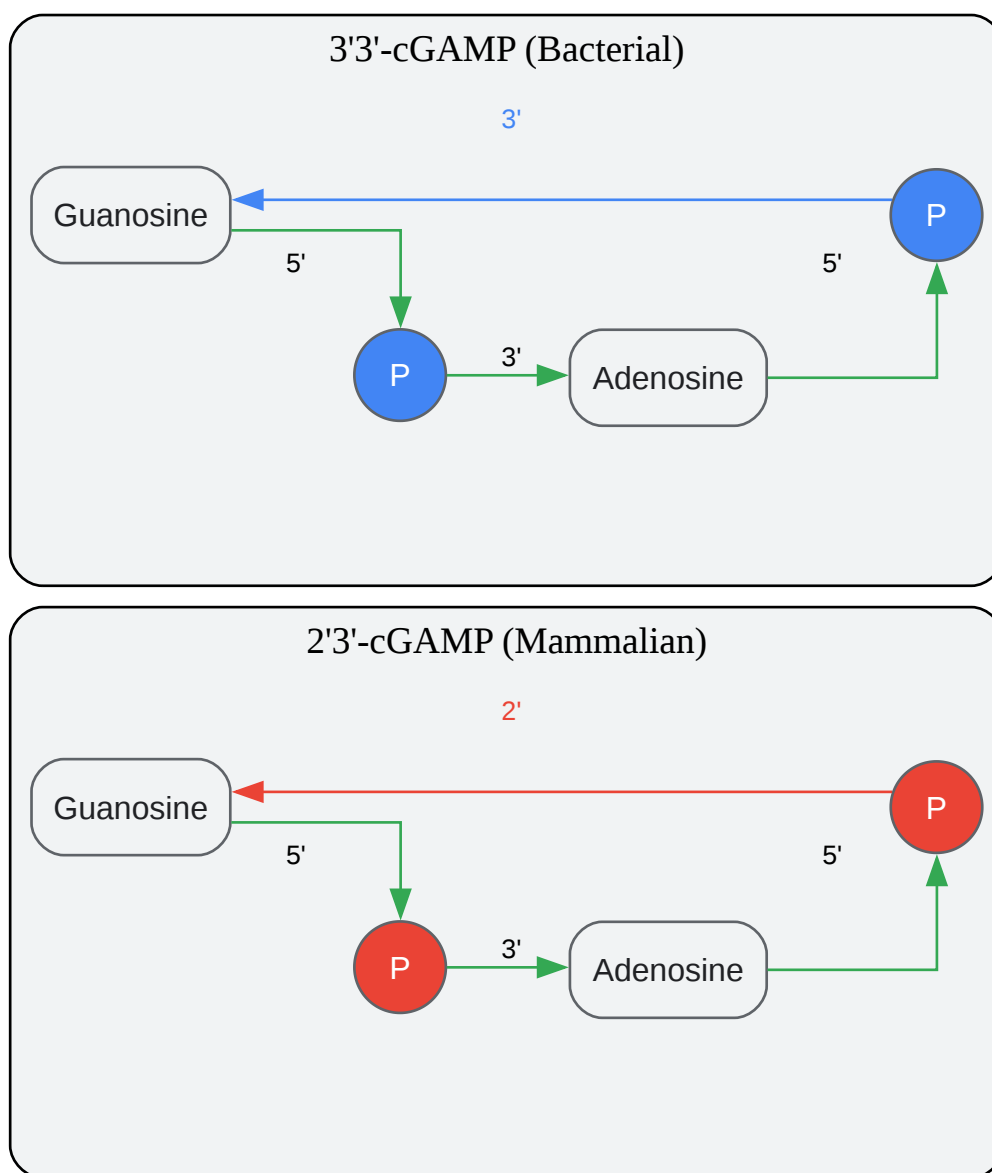 3'3'-cGAMP (Bacterial)
3'
Guanosine
P
5'
5'
P
3'
Adenosine
2'3'-cGAMP (Mammalian)
2'
Guanosine
P
5'
5'
P
3'
Adenosine